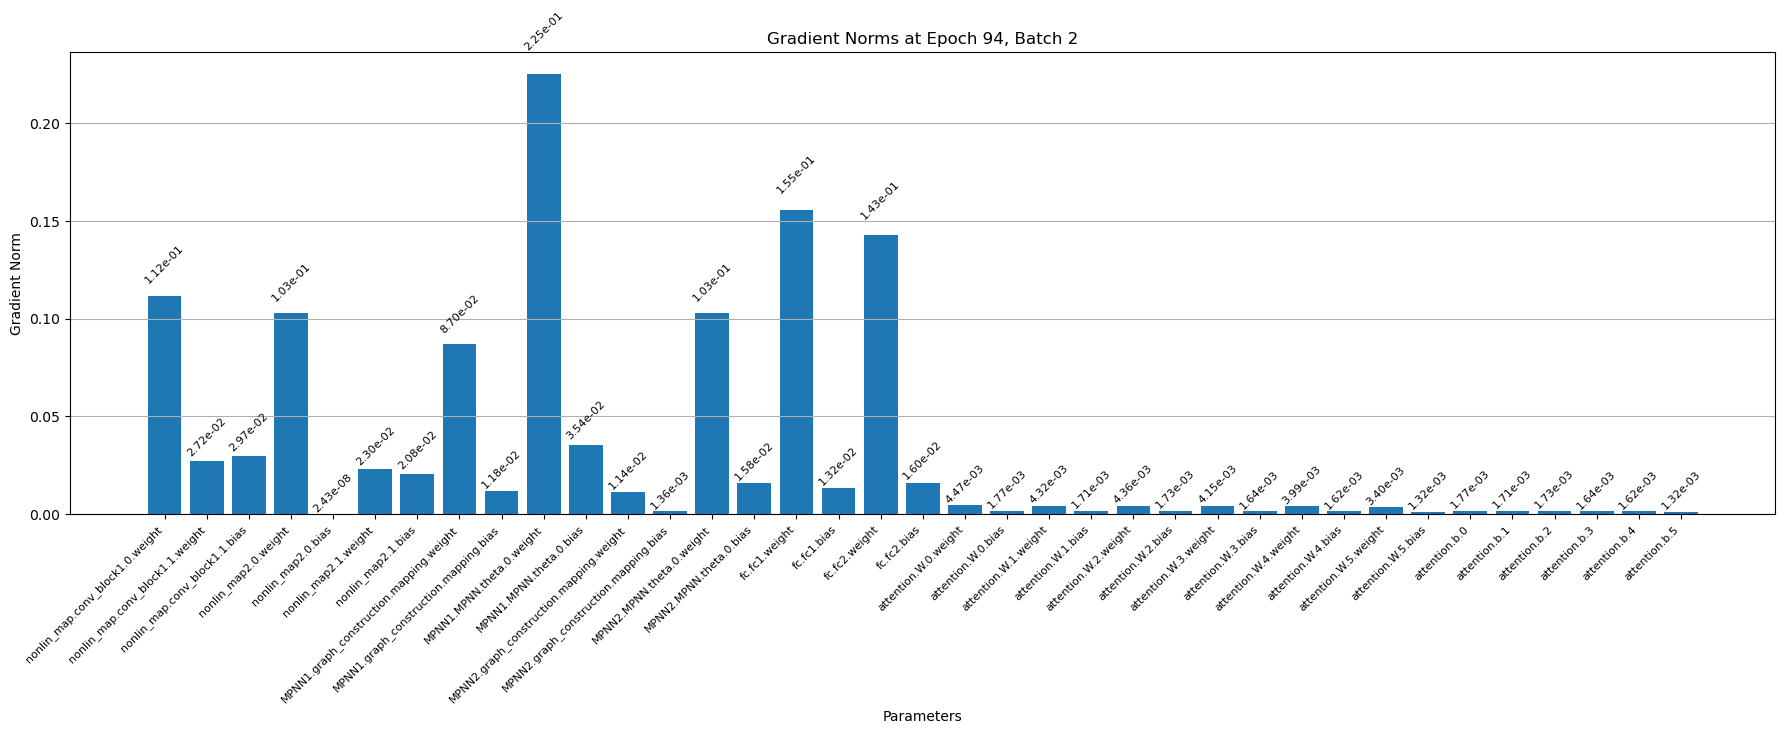 Gradient Norms at Epoch 94, Batch 2
Gradient Norm
0.20
0.15
0.10
0.05
0.00
1.12e-01
2.72e-02
2.97e-02
1.03e-01
2.43e-08
2.30e-02
2.08e-02
8.70e-02
1.18e-02
2.25e-01
3.54e-02
1.14e-02
1.36e-03
1.03e-01
1.58e-02
1.55e-01
1.32e-02
1.43e-01
1.60e-02
4.47e-03
1.77e-03
4.32e-03
1.71e-03
4.36e-03
1.73e-03
4.15e-03
1.64e-03
3.99e-03
1.62e-03
3.40e-03
1.32e-03
1.77e-03
1.71e-03
1.73e-03
1.64e-03
1.62e-03
1.32e-03
nonlin_map.conv_block1.0.weight
nonlin_map.conv_block1.1.weight
nonlin_map.conv_block1.1.bias
nonlin_map2.0.weight
nonlin_map2.0.bias
nonlin_map2.1.weight
nonlin_map2.1.bias
MPNN1.graph_construction.mapping.weight
MPNN1.graph_construction.mapping.bias
MPNN1.MPNN.theta.0.weight
MPNN1.MPNN.theta.0.bias
MPNN2.graph_construction.mapping.weight
MPNN2.graph_construction.mapping.bias
MPNN2.MPNN.theta.0.weight
MPNN2.MPNN.theta.0.bias
fc.fc1.weight
fc.fc1.bias
fc.fc2.weight
fc.fc2.bias
attention.W.0.weight
attention.W.0.bias
attention.W.1.weight
attention.W.1.bias
attention.W.2.weight
attention.W.2.bias
attention.W.3.weight
attention.W.3.bias
attention.W.4.weight
attention.W.4.bias
attention.W.5.weight
attention.W.5.bias
attention.b.0
attention.b.1
attention.b.2
attention.b.3
attention.b.4
attention.b.5
Parameters